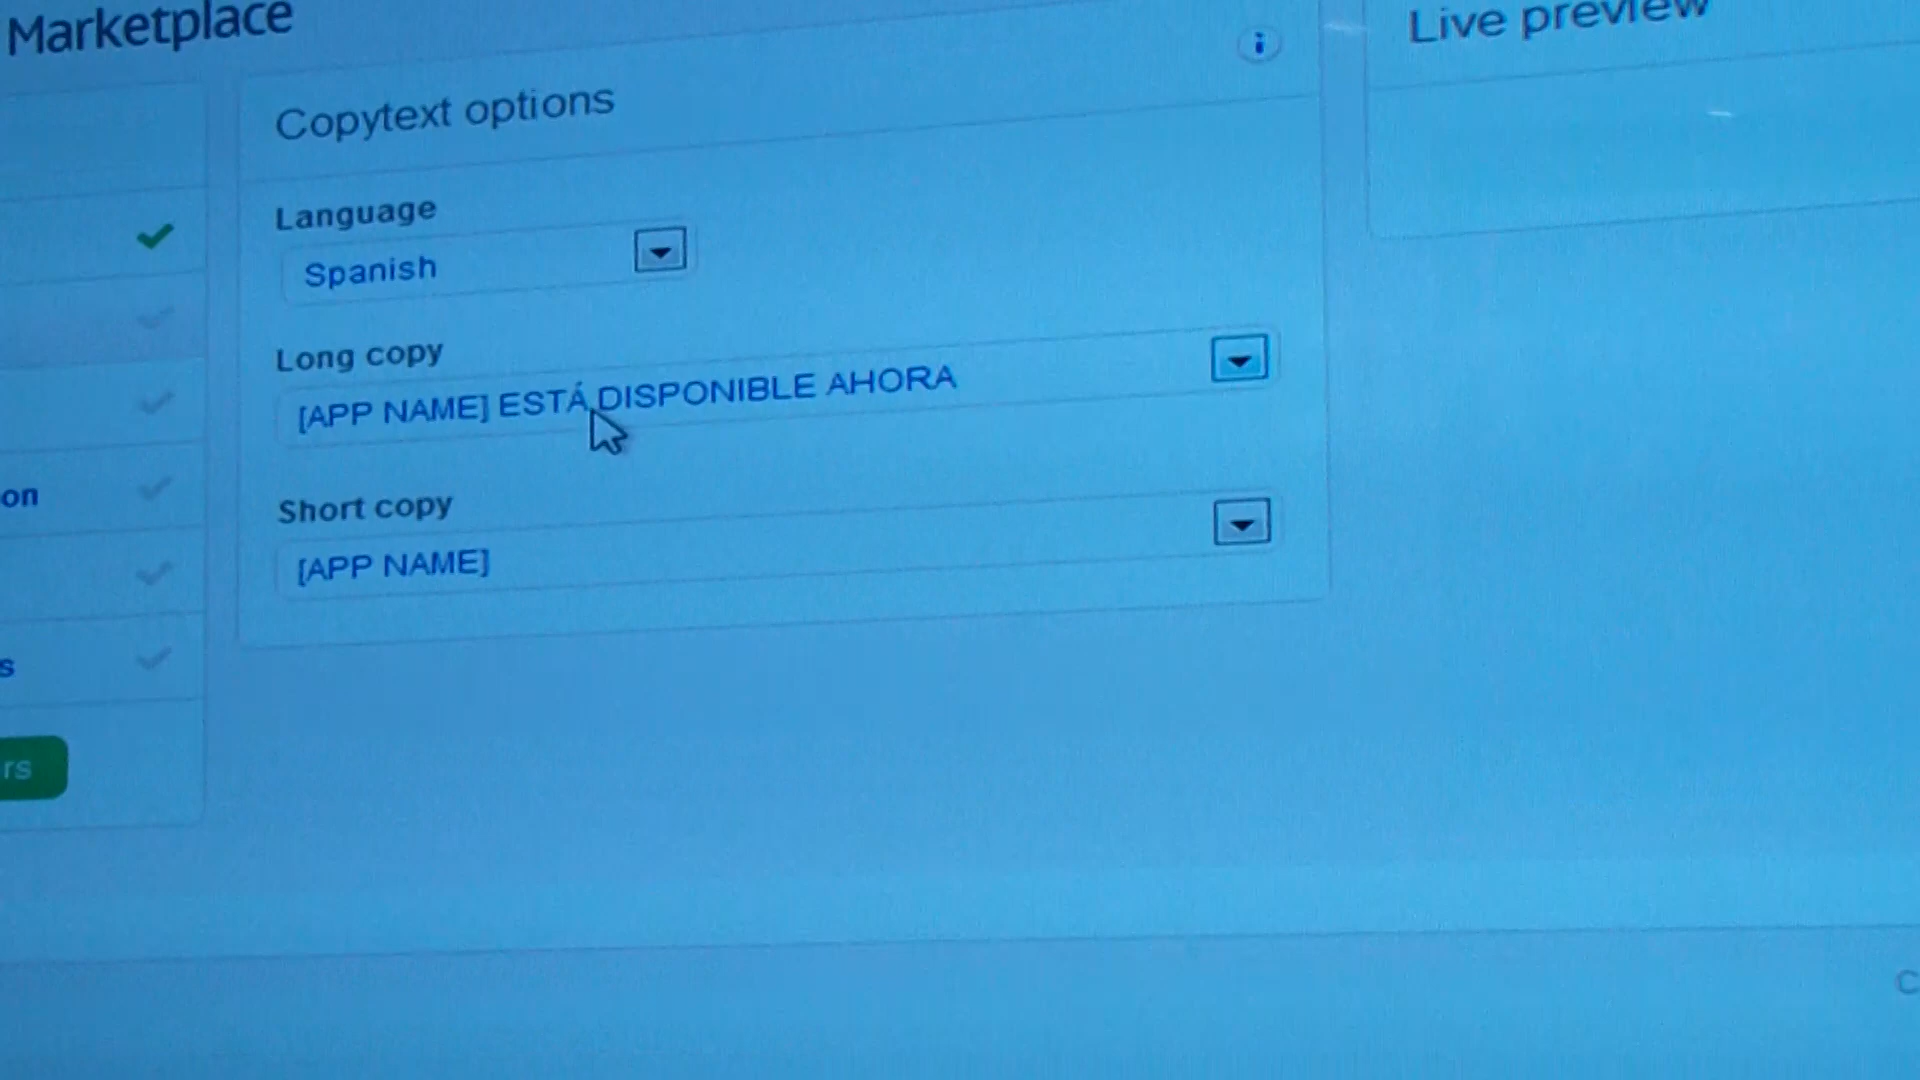 Marketplace
Live preview
Copytext options
Language
Spanish
Long copy
[APP NAME] ESTÁ DISPONIBLE AHORA
on
Short copy
[APP NAME]
s
rs
C